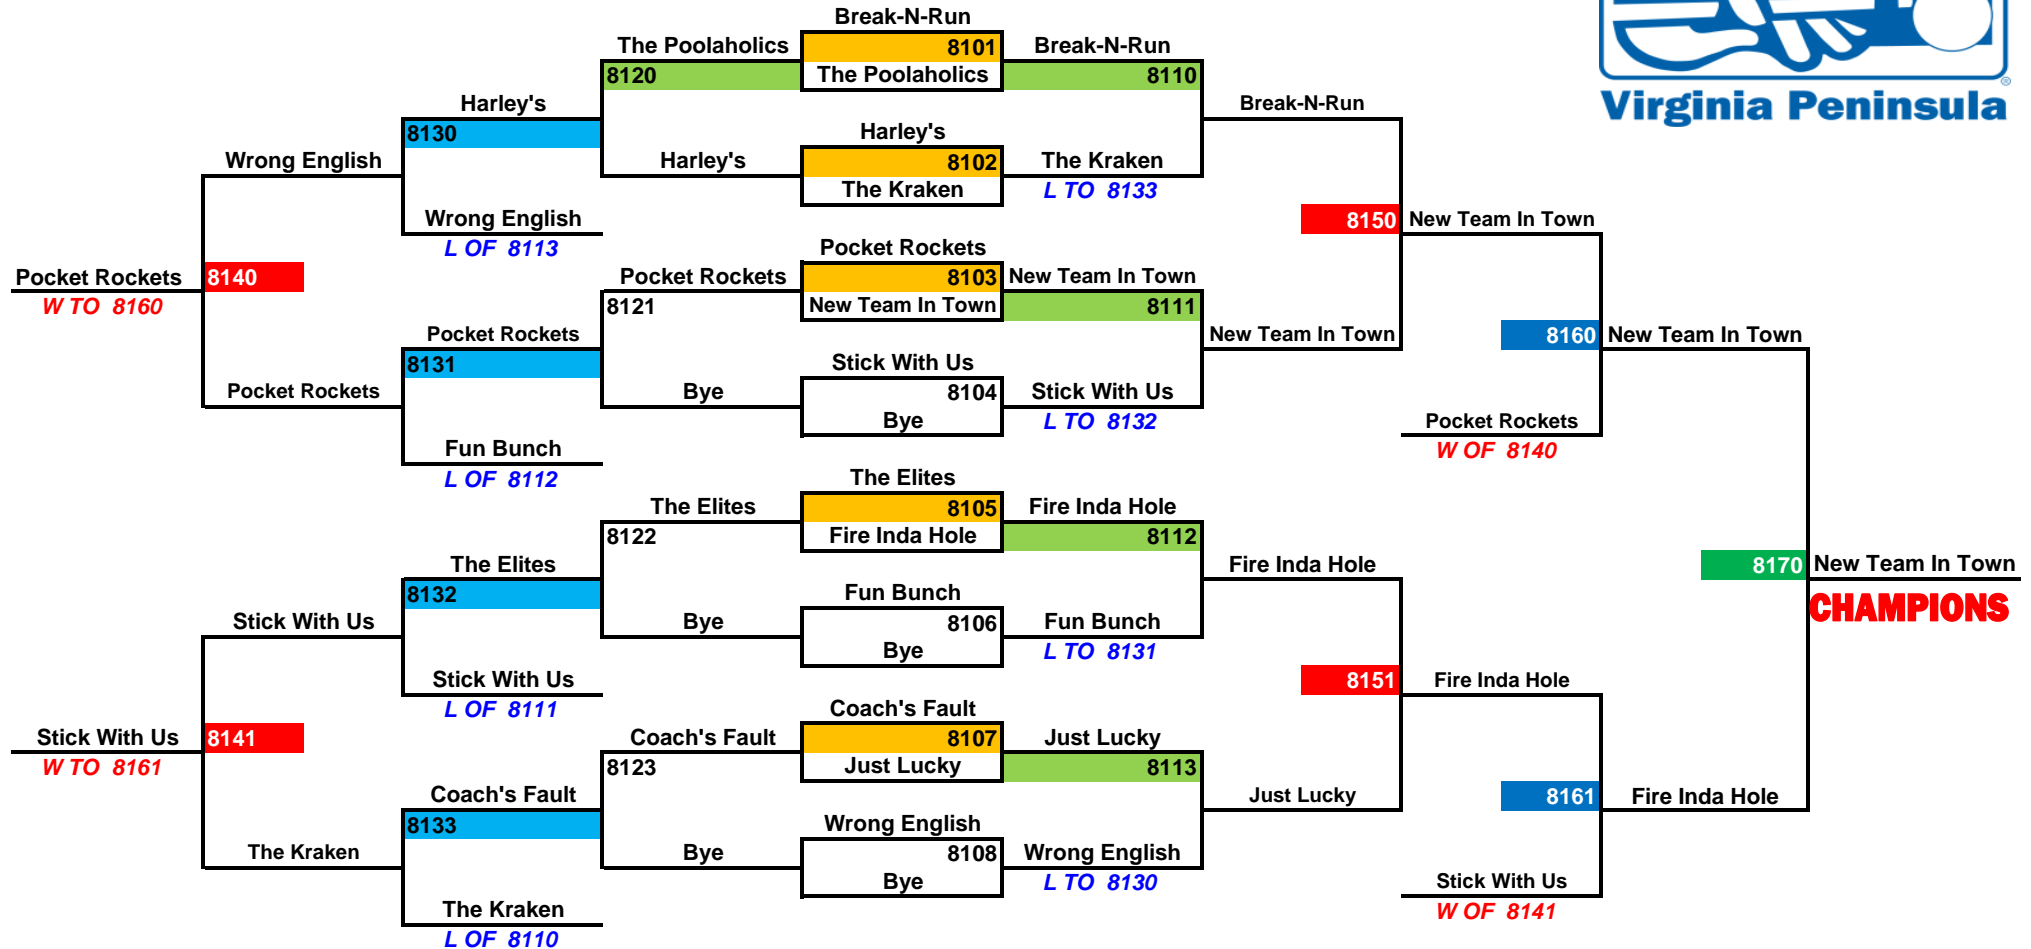 Break-N-Run
The Poolaholics 8101 Break-N-Run
8120 The Poolaholics 8110
®
Virginia Peninsula
Harley's Break-N-Run
8130 Harley's
Wrong English Harley's 8102 The Kraken
The Kraken L TO 8133
Wrong English 8150 New Team In Town
L OF 8113 Pocket Rockets
Pocket Rockets 8140 Pocket Rockets 8103 New Team In Town
W TO 8160 8121 New Team In Town 8111
Pocket Rockets New Team In Town 8160 New Team In Town
8131 Stick With Us
Pocket Rockets Bye 8104 Stick With Us
Bye L TO 8132 Pocket Rockets
Fun Bunch W OF 8140
L OF 8112 The Elites
The Elites 8105 Fire Inda Hole
8122 Fire Inda Hole 8112
The Elites Fire Inda Hole 8170 New Team In Town
8132 Fun Bunch CHAMPIONS
Stick With Us Bye 8106 Fun Bunch
Bye L TO 8131
Stick With Us 8151 Fire Inda Hole
L OF 8111 Coach's Fault
Stick With Us 8141 Coach's Fault 8107 Just Lucky
W TO 8161 8123 Just Lucky 8113
Coach's Fault Just Lucky 8161 Fire Inda Hole
8133 Wrong English
The Kraken Bye 8108 Wrong English
Bye L TO 8130 Stick With Us
The Kraken W OF 8141
L OF 8110